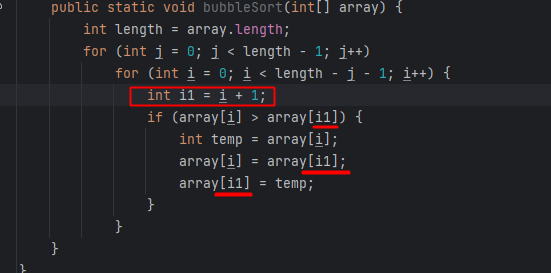 public static void bubbleSort(int[] array) {
int length = array.length;
for (int j = 0; j < length - 1; j++)
for (int i = 0; i < length - j - 1; i++) {
int i1 = i + 1;
if (array[i] > array[i1]) {
int temp = array[i];
array[i] = array[i1];
array[i1] = temp;
}
}
}
}